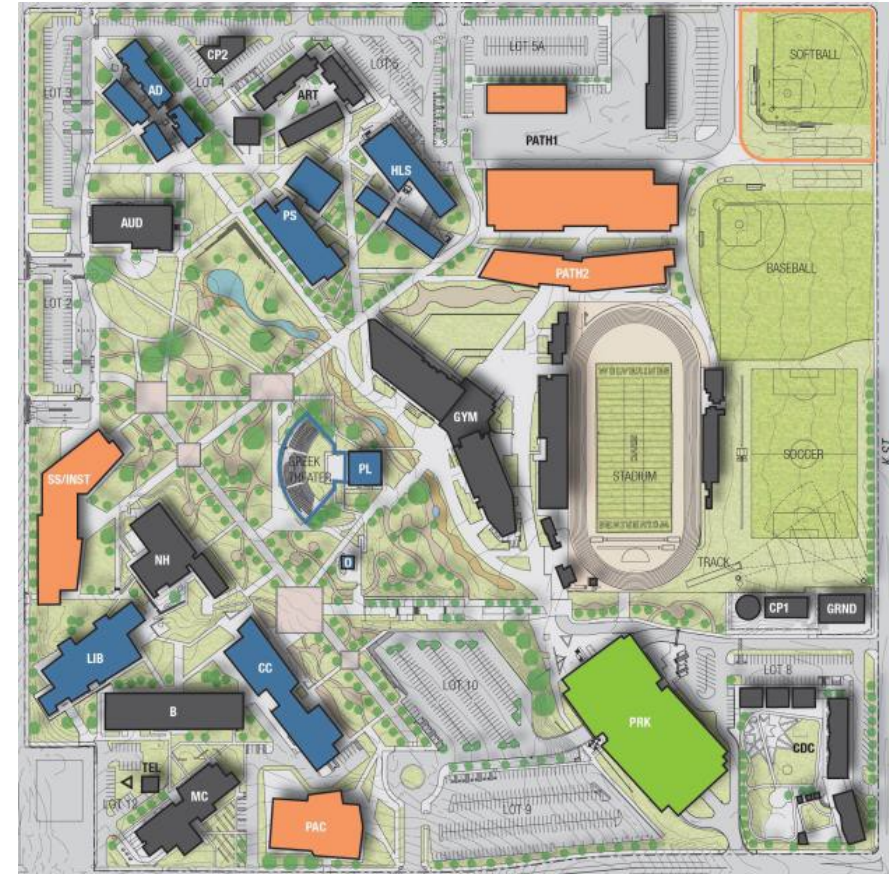 SOFTBALL
CP2
LOT 5A
AD
LOT 4
LOT 5
LOT 3
ART
PATH1
HLS
AUD
PS
PATH2
BASEBALL
LOT 2
WOLVERINES
GYM
SS/INST
GREEK
THEATER
PL
STADIUM
SOCCER
NH
O
TRACK
CP1
GRND
LIB
CC
LOT 10
LOT 8
B
PRK
CDC
TEL
MC
LOT 9
PAC